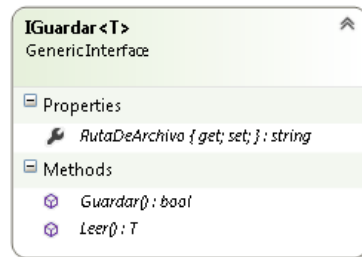 IGuardar<T>
GenericInterface
Properties
RutaDeArchivo { get; set; } : string
Methods
Guardar() : bool
Leer() : T